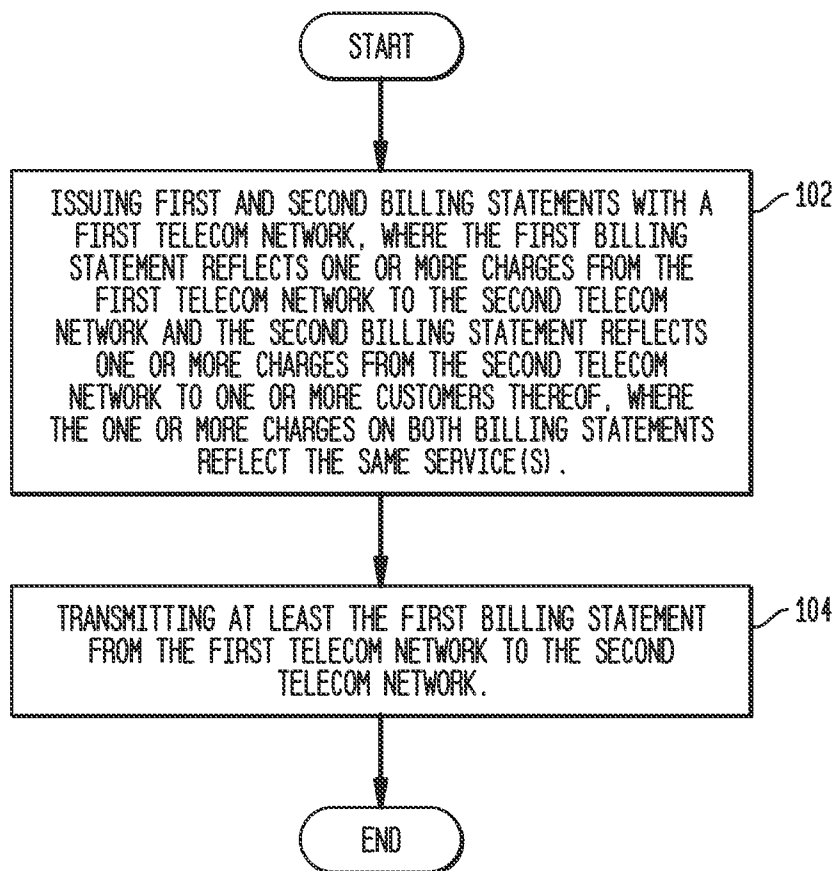 START
ISSUING FIRST AND SECOND BILLING STATEMENTS WITH A
FIRST TELECOM NETWORK, WHERE THE FIRST BILLING
STATEMENT REFLECTS ONE OR MORE CHARGES FROM THE
FIRST TELECOM NETWORK TO THE SECOND TELECOM
NETWORK AND THE SECOND BILLING STATEMENT REFLECTS
ONE OR MORE CHARGES FROM THE SECOND TELECOM
NETWORK TO ONE OR MORE CUSTOMERS THEREOF, WHERE
THE ONE OR MORE CHARGES ON BOTH BILLING STATEMENTS
REFLECT THE SAME SERVICE(S).
102
TRANSMITTING AT LEAST THE FIRST BILLING STATEMENT
FROM THE FIRST TELECOM NETWORK TO THE SECOND
TELECOM NETWORK.
104
END